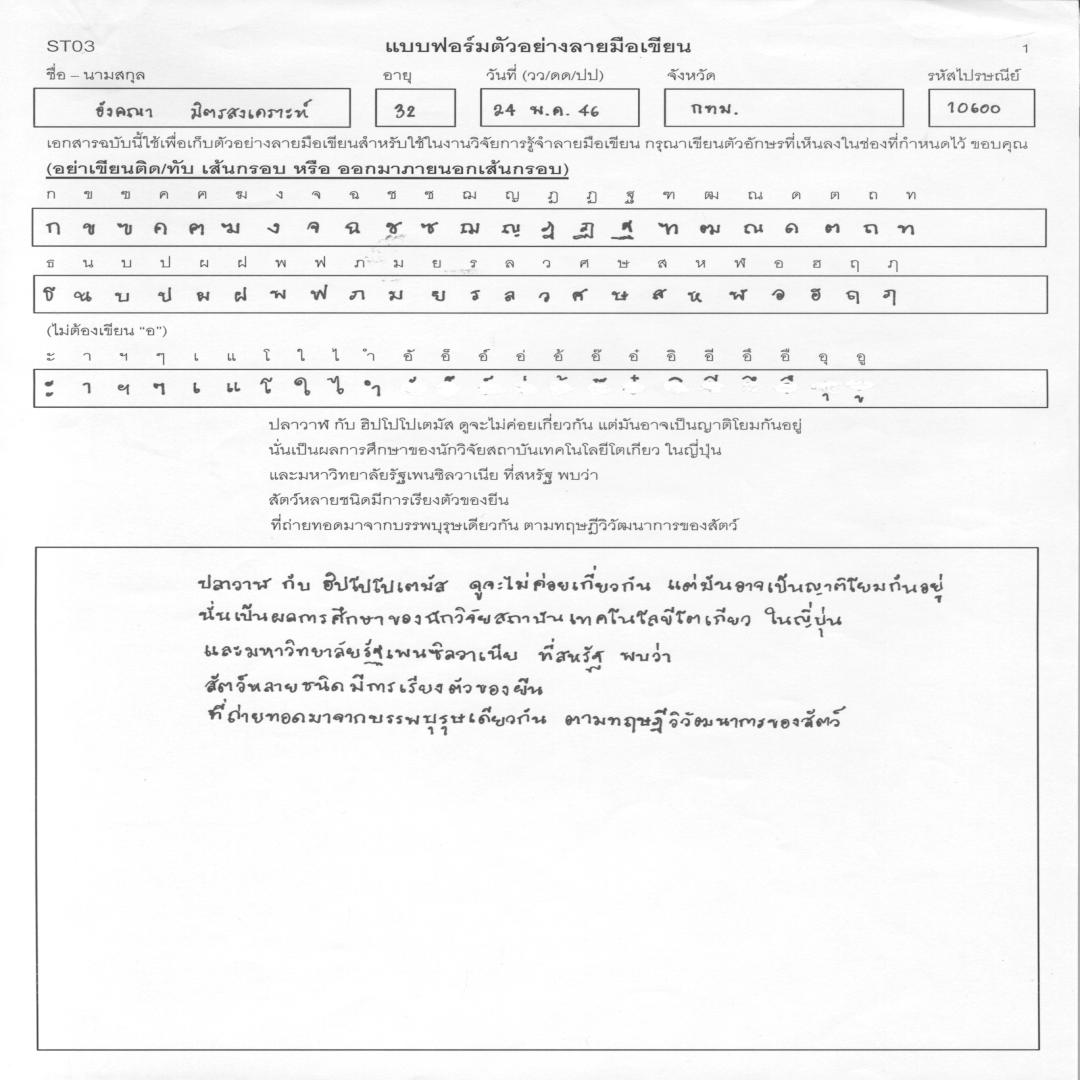 ST03 แบบฟอร์มตัวอย่างลายมือเขียน 1
ชื่อ – นามสกุล อายุ วันที่ (วว/ดด/ปป) จังหวัด รหัสไปรษณีย์
อังคณา มิตรสงเคราะห์ 32 24 พ.ค. 46 กทม. 10600
เอกสารฉบับนี้ใช้เพื่อเก็บตัวอย่างลายมือเขียนสำหรับใช้ในงานวิจัยการรู้จำลายมือเขียน กรุณาเขียนตัวอักษรที่เห็นลงในช่องที่กำหนดไว้ ขอบคุณ
(อย่าเขียนติด/ทับ เส้นกรอบ หรือ ออกมาภายนอกเส้นกรอบ)
ก ข ฃ ค ฅ ฆ ง จ ฉ ช ซ ฌ ญ ฎ ฏ ฐ ฑ ฒ ณ ด ต ถ ท
ก ข ฃ ค ฅ ฆ ง จ ฉ ช ซ ฌ ญ ฎ ฏ ฐ ฑ ฒ ณ ด ต ถ ท
ธ น บ ป ผ ฝ พ ฟ ภ ม ย ร ล ว ศ ษ ส ห ฬ อ ฮ ฤ ฦ
ธ น บ ป ผ ฝ พ ฟ ภ ม ย ร ล ว ศ ษ ส ห ฬ อ ฮ ฤ ฦ
(ไม่ต้องเขียน “อ”)
ะ า ฯ ๆ เ แ โ ใ ไ ำ อั อ็ อ์ อ่ อ้ อ๊ อ๋ อิ อี อึ อื อุ อู
ะ า ฯ ๆ เ แ โ ใ ไ ำ ั ็ ์ ่ ้ ๊ ๋ ิ ี ึ ื ุ ู
ปลาวาฬ กับ ฮิปโปโปเตมัส ดูจะไม่ค่อยเกี่ยวกัน แต่มันอาจเป็นญาติโยมกันอยู่
นั่นเป็นผลการศึกษาของนักวิจัยสถาบันเทคโนโลยีโตเกียว ในญี่ปุ่น
และมหาวิทยาลัยรัฐเพนซิลวาเนีย ที่สหรัฐ พบว่า
สัตว์หลายชนิดมีการเรียงตัวของยีน
ที่ถ่ายทอดมาจากบรรพบุรุษเดียวกัน ตามทฤษฎีวิวัฒนาการของสัตว์
ปลาวาฬ กับ ฮิปโปโปเตมัส ดูจะไม่ค่อยเกี่ยวกัน แต่มันอาจเป็นญาติโยมกันอยู่
นั่นเป็นผลการศึกษาของนักวิจัยสถาบันเทคโนโลยีโตเกียว ในญี่ปุ่น
และมหาวิทยาลัยรัฐเพนซิลวาเนีย ที่สหรัฐ พบว่า
สัตว์หลายชนิดมีการเรียงตัวของยีน
ที่ถ่ายทอดมาจากบรรพบุรุษเดียวกัน ตามทฤษฎีวิวัฒนาการของสัตว์